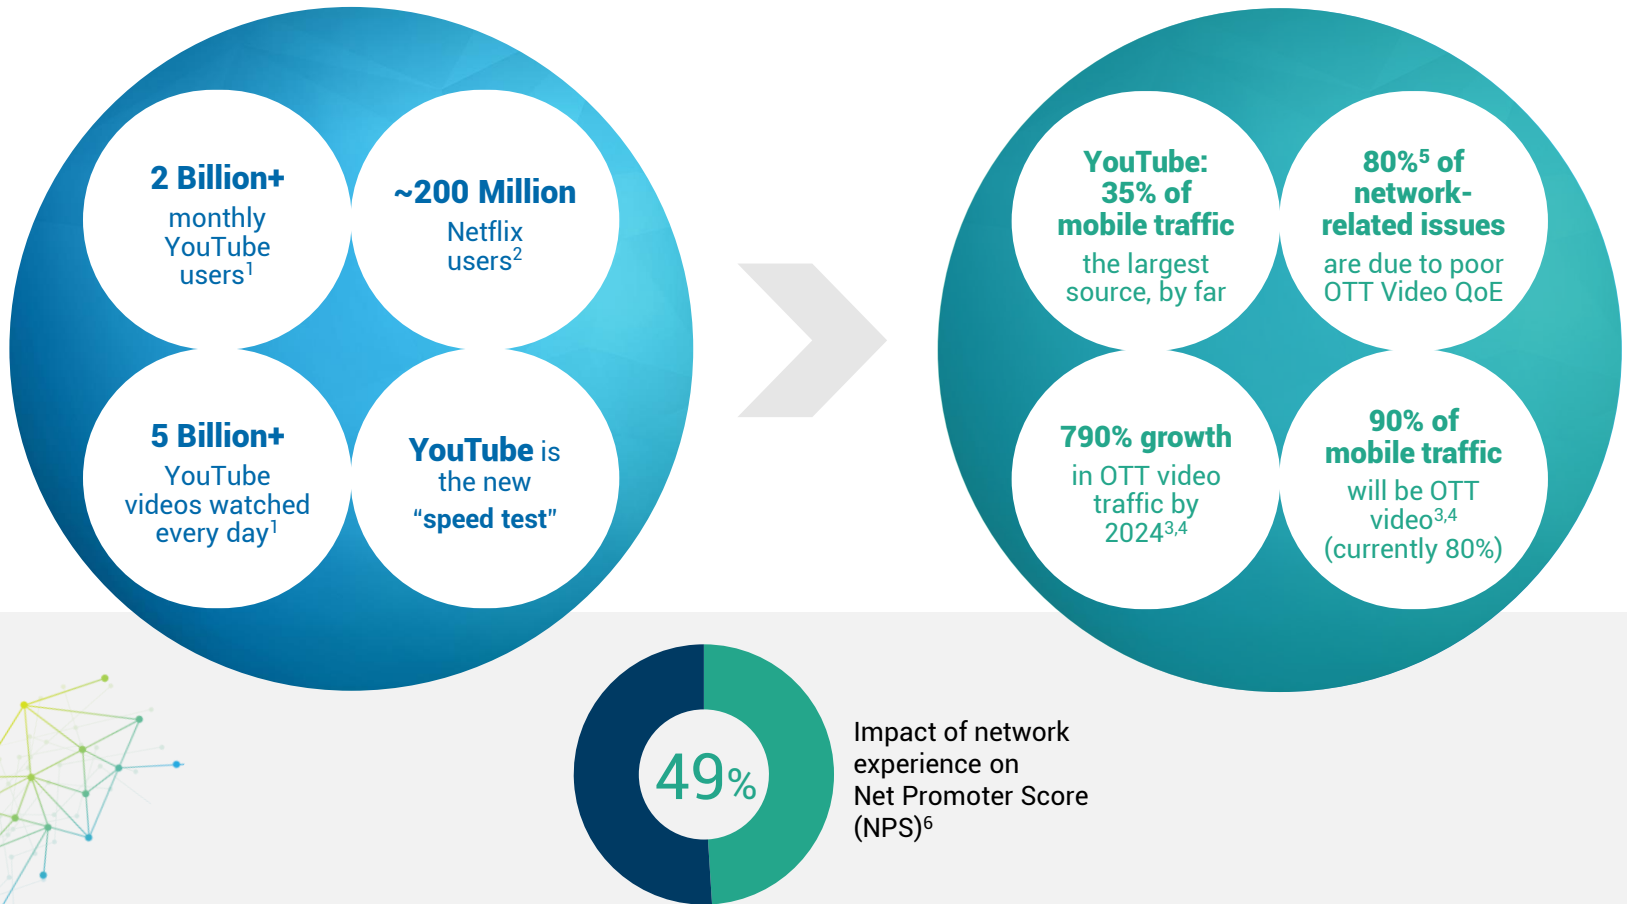 2 Billion+
monthly
YouTube
users¹
~200 Million
Netflix
users²
5 Billion+
YouTube
videos watched
every day¹
YouTube is
the new
“speed test”
YouTube:
35% of
mobile traffic
the largest
source, by far
80%⁵ of
network-
related issues
are due to poor
OTT Video QoE
790% growth
in OTT video
traffic by
2024³,⁴
90% of
mobile traffic
will be OTT
video³,⁴
(currently 80%)
49%
Impact of network
experience on
Net Promoter Score
(NPS)⁶